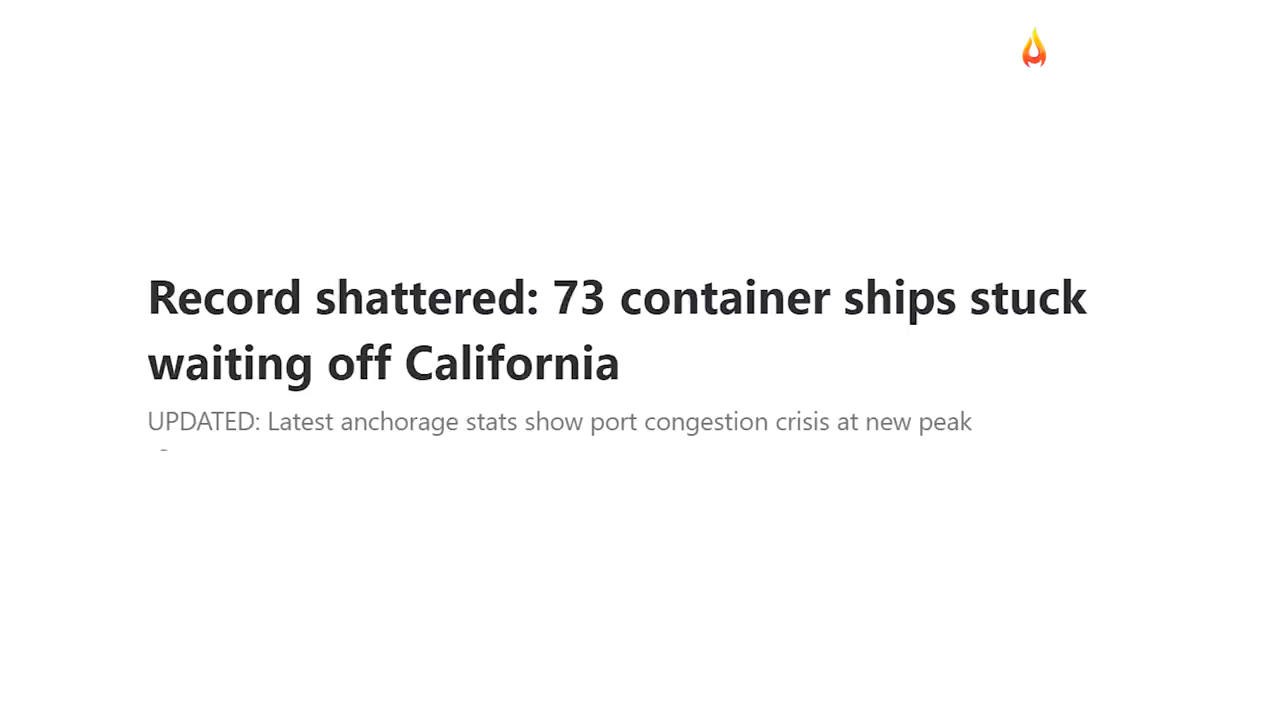 Record shattered: 73 container ships stuck
waiting off California
UPDATED: Latest anchorage stats show port congestion crisis at new peak